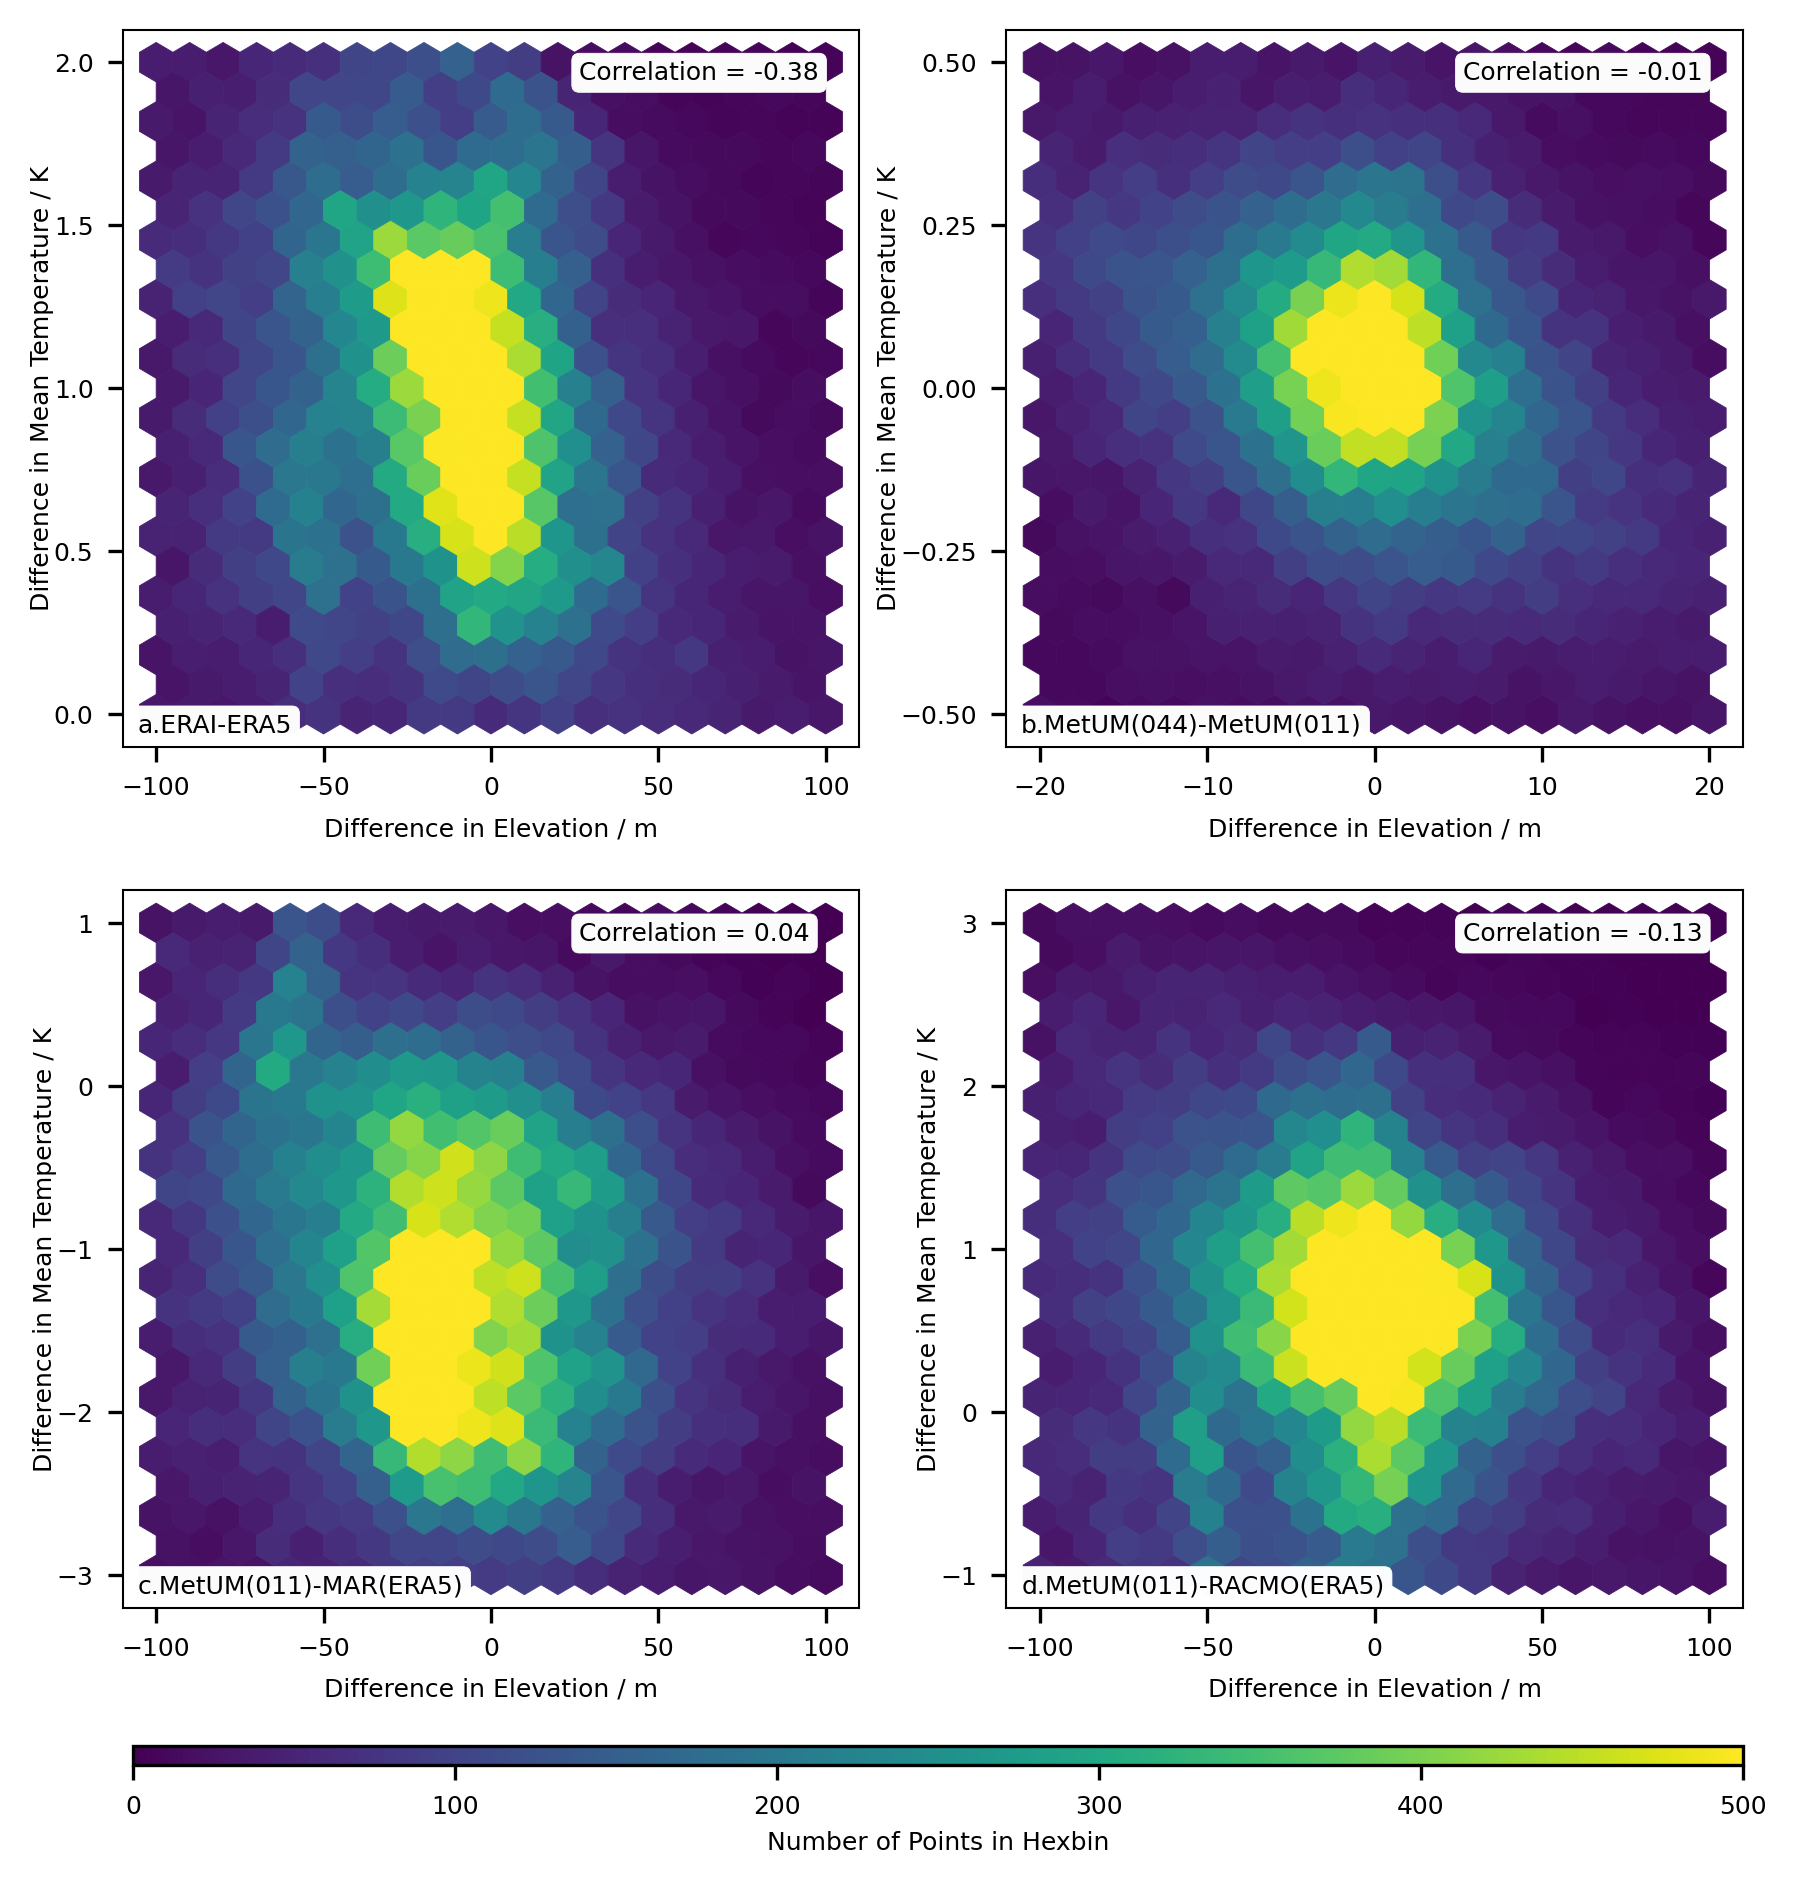 Correlation = -0.38
Difference in Mean Temperature / K
2.0
1.5
1.0
0.5
0.0
a.ERAI-ERA5
−100 −50 0 50 100
Difference in Elevation / m
Correlation = -0.01
Difference in Mean Temperature / K
0.50
0.25
0.00
−0.25
−0.50
b.MetUM(044)-MetUM(011)
−20 −10 0 10 20
Difference in Elevation / m
Correlation = 0.04
Difference in Mean Temperature / K
1
0
−1
−2
−3
c.MetUM(011)-MAR(ERA5)
−100 −50 0 50 100
Difference in Elevation / m
Correlation = -0.13
Difference in Mean Temperature / K
3
2
1
0
−1
d.MetUM(011)-RACMO(ERA5)
−100 −50 0 50 100
Difference in Elevation / m
0 100 200 300 400 500
Number of Points in Hexbin